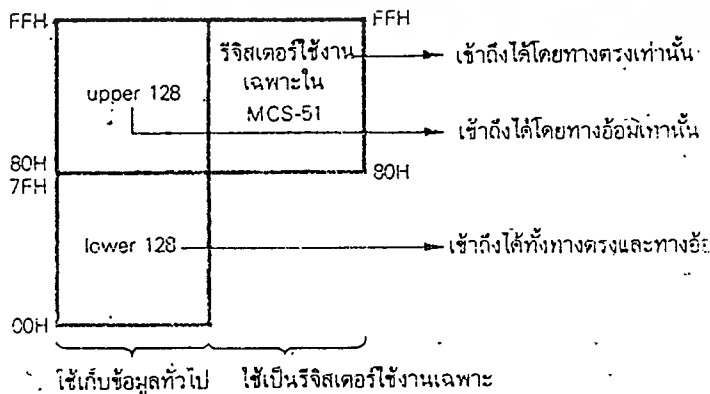 FFH
FFH
รีจิสเตอร์ใช้งาน
เฉพาะใน
MCS-51
เข้าถึงได้โดยทางตรงเท่านั้น
upper 128
เข้าถึงได้โดยทางอ้อมเท่านั้น
80H
80H
7FH
lower 128
เข้าถึงได้ทั้งทางตรงและทาง
00H
ใช้เก็บข้อมูลทั่วไป
ใช้เป็นรีจิสเตอร์ใช้งานเฉพาะ